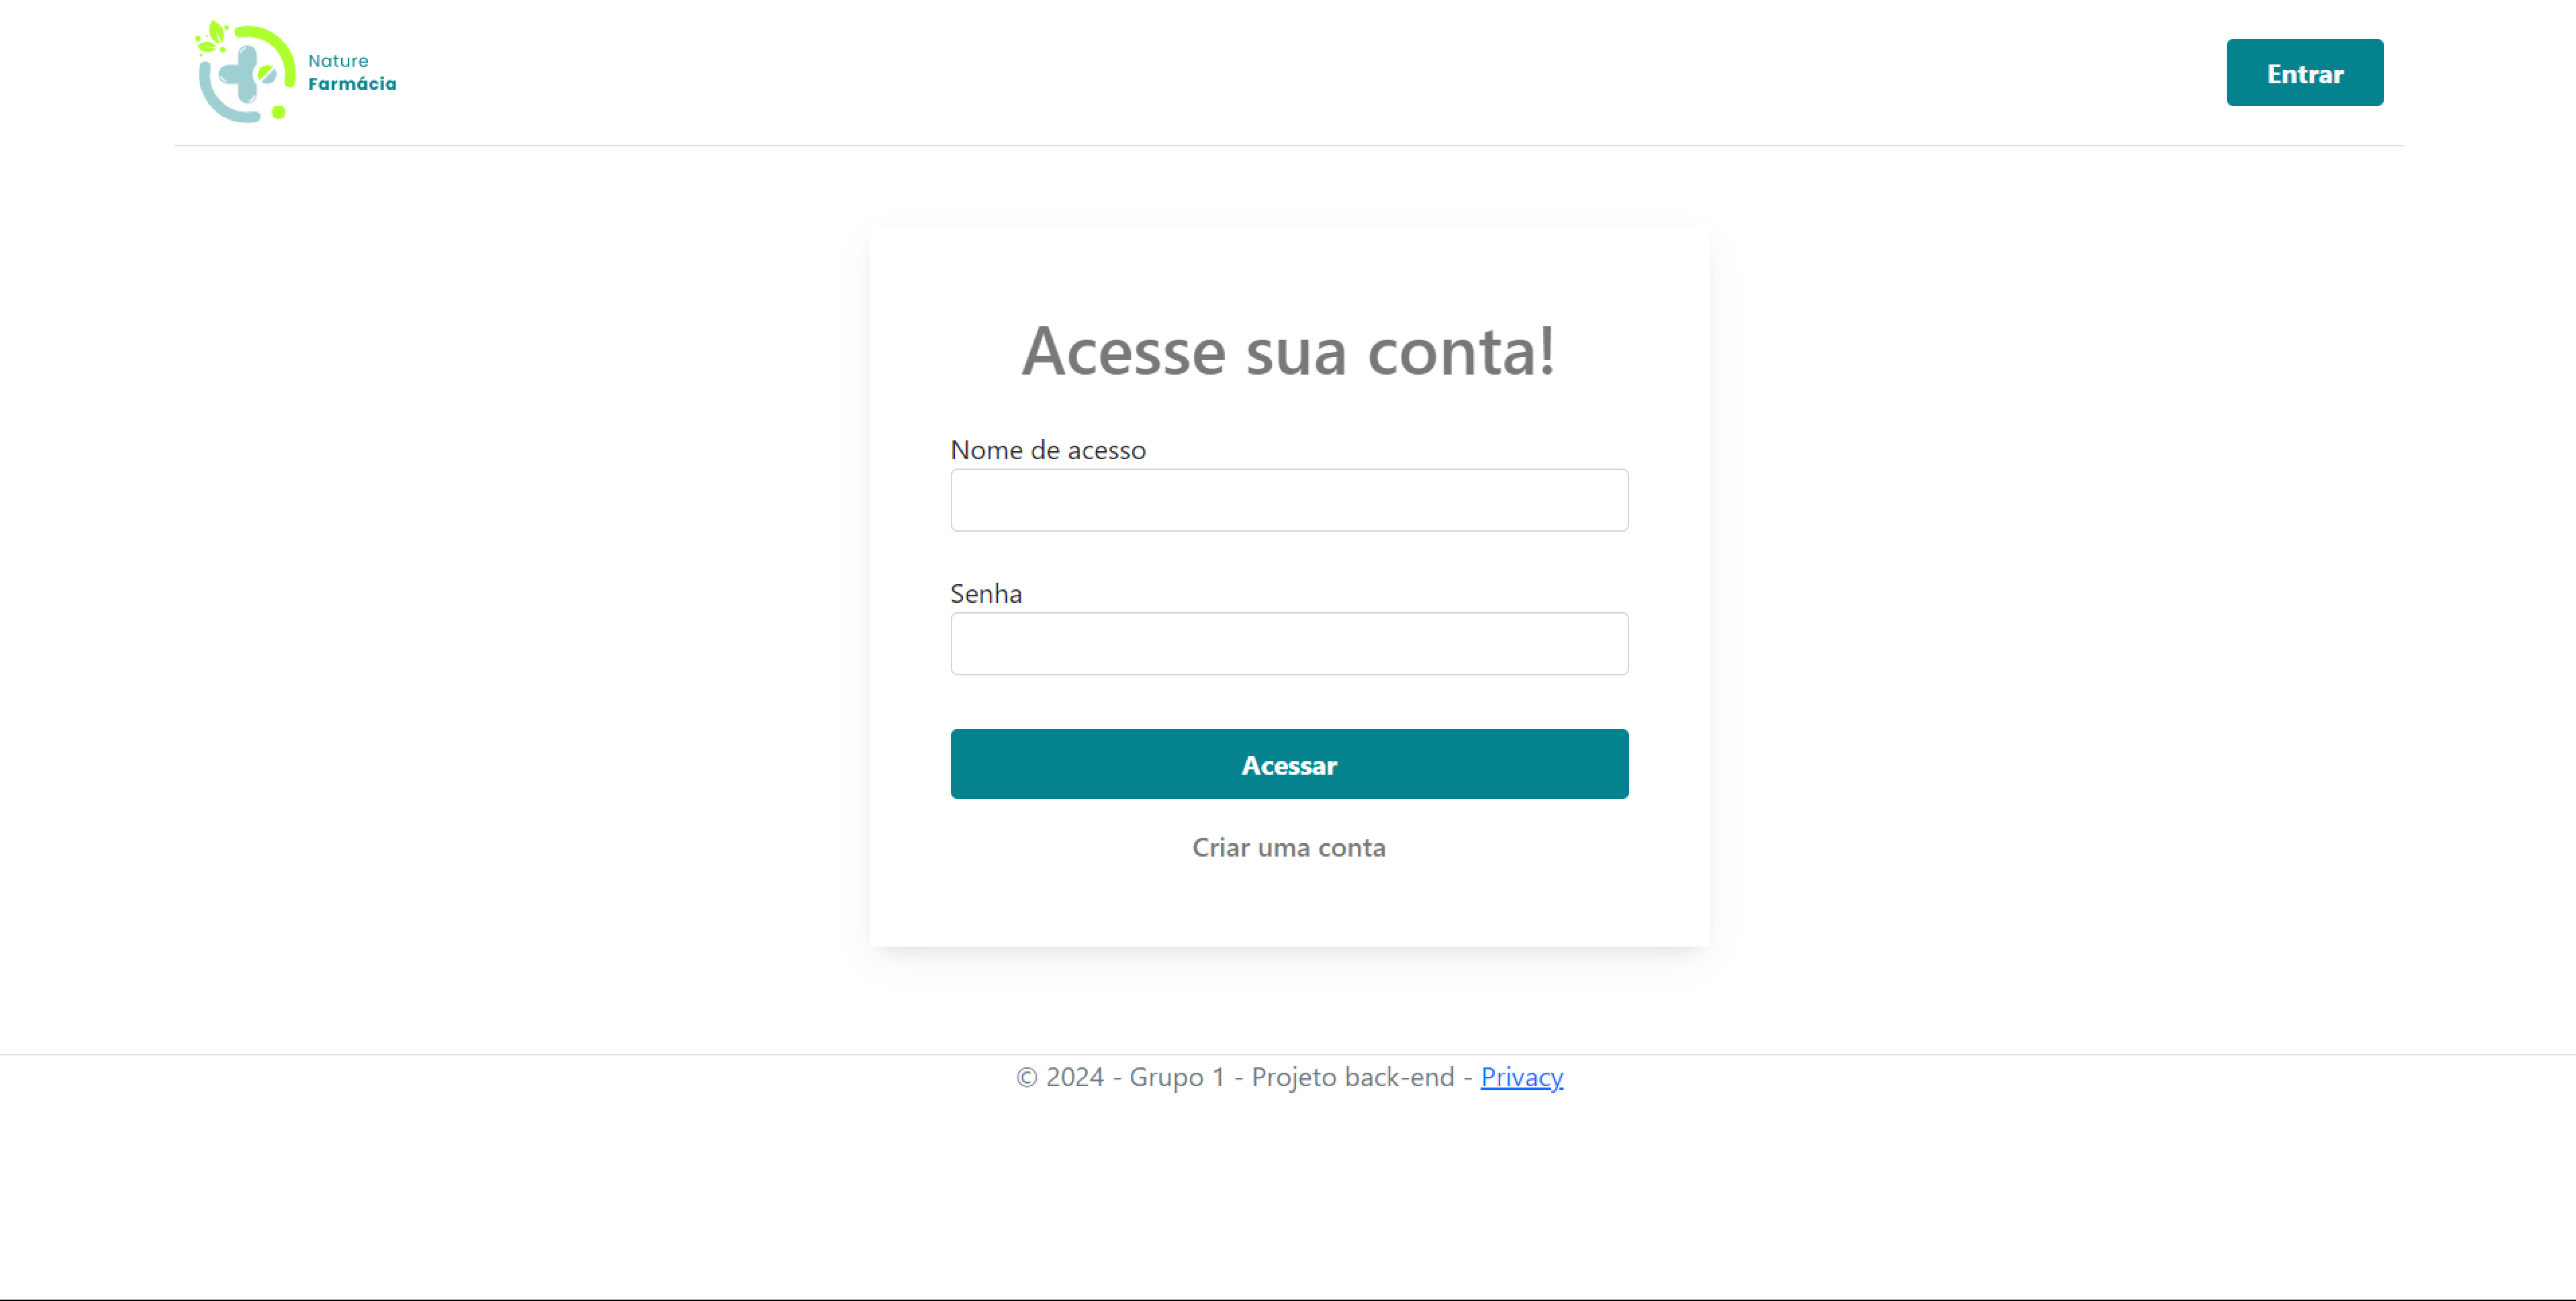 Nature
Farmácia
Entrar
Acesse sua conta!
Nome de acesso
Senha
Acessar
Criar uma conta
© 2024 - Grupo 1 - Projeto back-end - Privacy